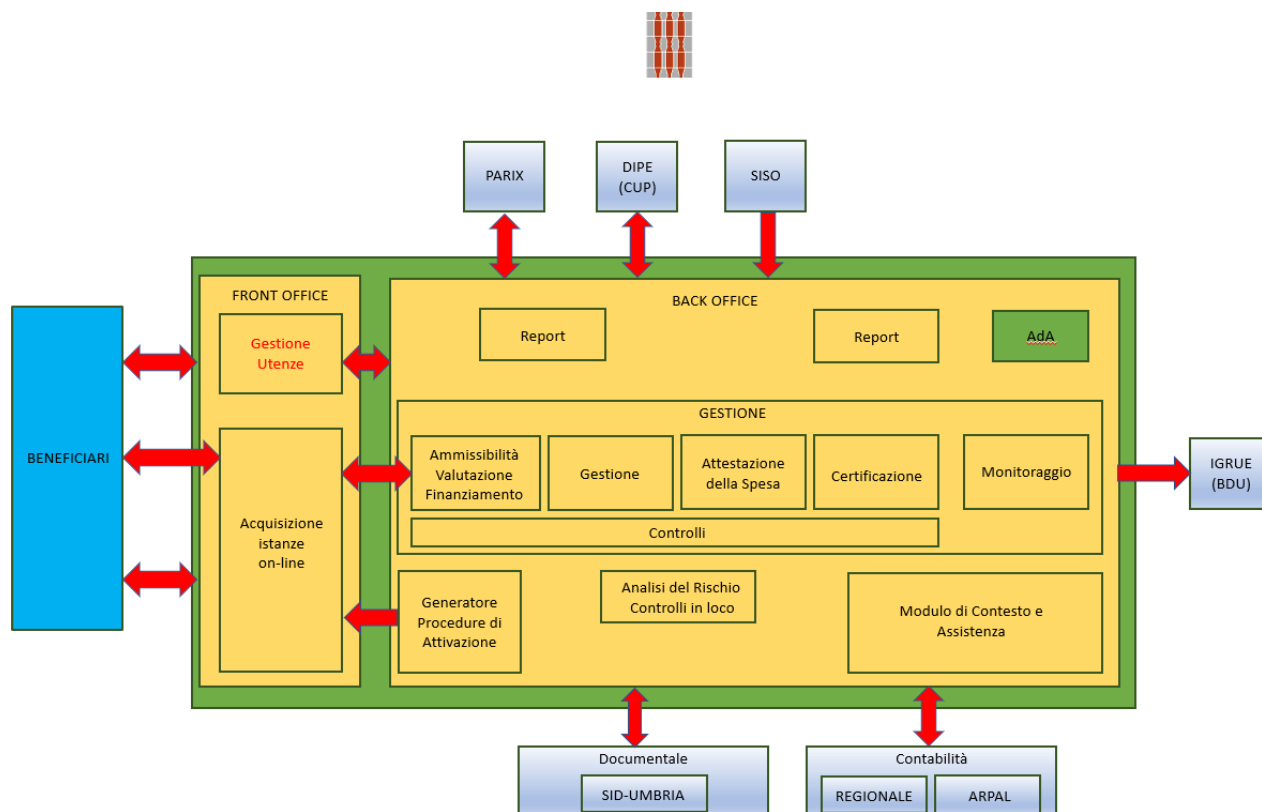 PARIX
DIPE
(CUP)
SISO
FRONT OFFICE
BACK OFFICE
Gestione
Utenze
Report
Report
AdA
BENEFICIARI
GESTIONE
Ammissibilità
Valutazione
Finanziamento
Gestione
Attestazione
della Spesa
Certificazione
Monitoraggio
IGRUE
(BDU)
Controlli
Acquisizione
istanze
on-line
Generatore
Procedure di
Attivazione
Analisi del Rischio
Controlli in loco
Modulo di Contesto e
Assistenza
Documentale
SID-UMBRIA
Contabilità
REGIONALE
ARPAL